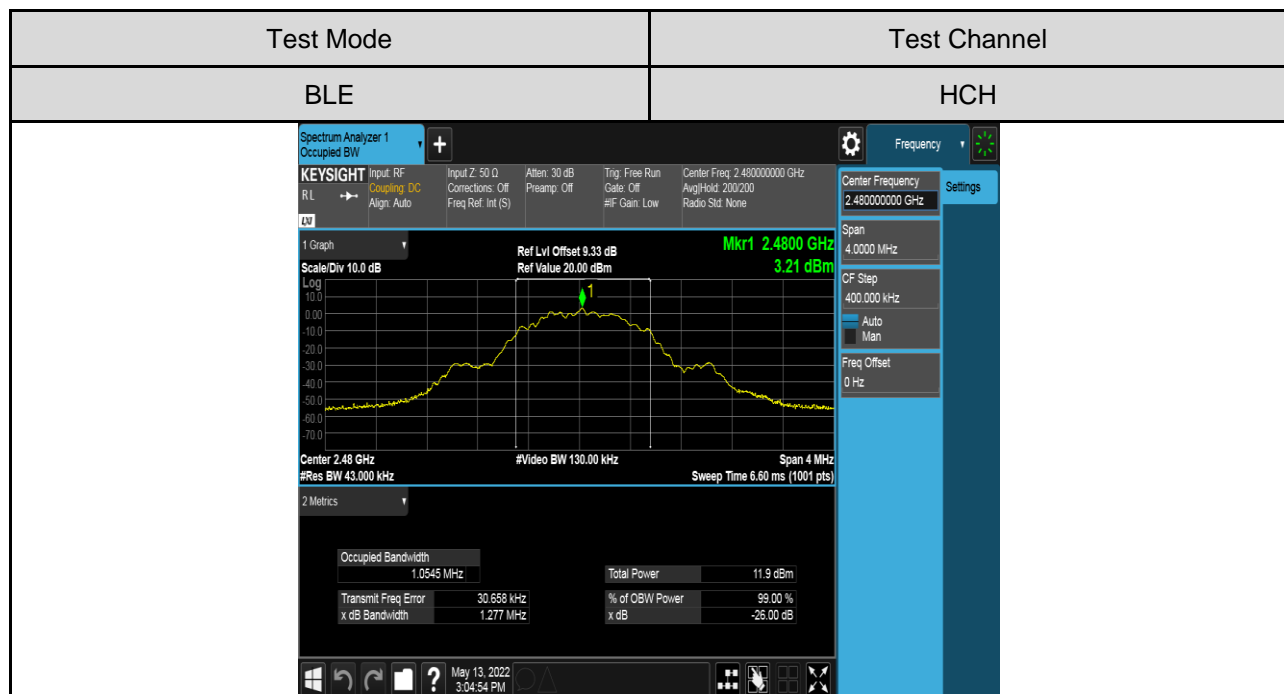 Test Mode Test Channel
BLE HCH
Spectrum Analyzer 1
Occupied BW
+
Frequency
KEYSIGHT
RL
LXI
Input: RF
Coupling: DC
Align: Auto
Input Z: 50 Ω
Corrections: Off
Freq Ref: Int (S)
Atten: 30 dB
Preamp: Off
Trig: Free Run
Gate: Off
#IF Gain: Low
Center Freq: 2.480000000 GHz
Avg|Hold: 200/200
Radio Std: None
Center Frequency
2.480000000 GHz
Settings
Span
4.0000 MHz
CF Step
400.000 kHz
Auto
Man
Freq Offset
0 Hz
1 Graph
Scale/Div 10.0 dB
Ref Lvl Offset 9.33 dB
Ref Value 20.00 dBm
Mkr1 2.4800 GHz
3.21 dBm
Log
10.0
0.00
-10.0
-20.0
-30.0
-40.0
-50.0
-60.0
-70.0
1
Center 2.48 GHz
#Res BW 43.000 kHz
#Video BW 130.00 kHz
Span 4 MHz
Sweep Time 6.60 ms (1001 pts)
2 Metrics
Occupied Bandwidth
1.0545 MHz
Total Power 11.9 dBm
Transmit Freq Error 30.658 kHz
% of OBW Power 99.00 %
x dB Bandwidth 1.277 MHz
x dB -26.00 dB
?
May 13, 2022
3:04:54 PM